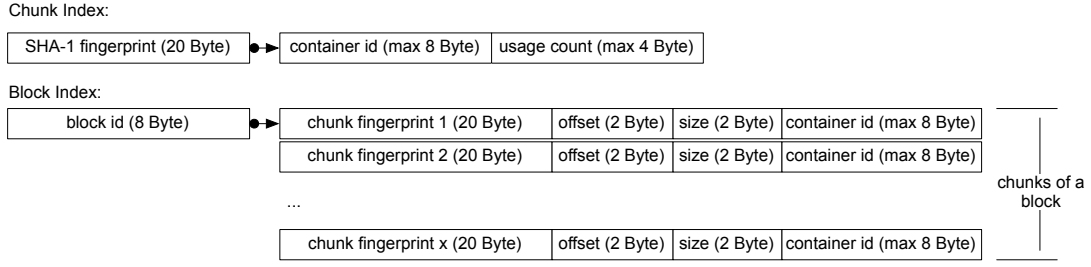 Chunk Index:
SHA-1 fingerprint (20 Byte) container id (max 8 Byte) usage count (max 4 Byte)
Block Index:
block id (8 Byte) chunk fingerprint 1 (20 Byte) offset (2 Byte) size (2 Byte) container id (max 8 Byte)
chunk fingerprint 2 (20 Byte) offset (2 Byte) size (2 Byte) container id (max 8 Byte)
chunks of a
block
...
chunk fingerprint x (20 Byte) offset (2 Byte) size (2 Byte) container id (max 8 Byte)